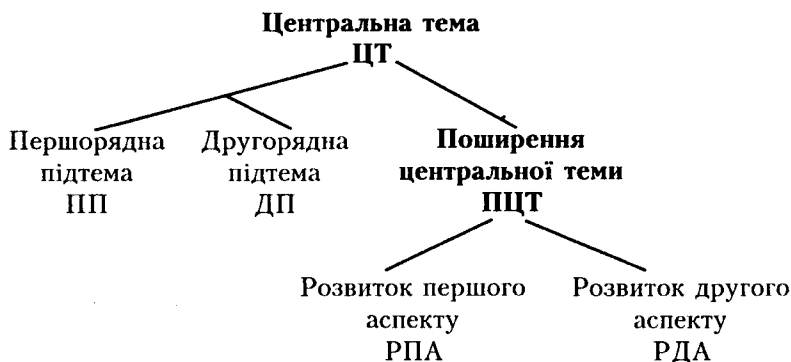 Центральна тема
ЦТ
Першорядна
підтема
ПП
Другорядна
підтема
ДП
Поширення
центральної теми
ПЦТ
Розвиток першого
аспекту
РПА
Розвиток другого
аспекту
РДА